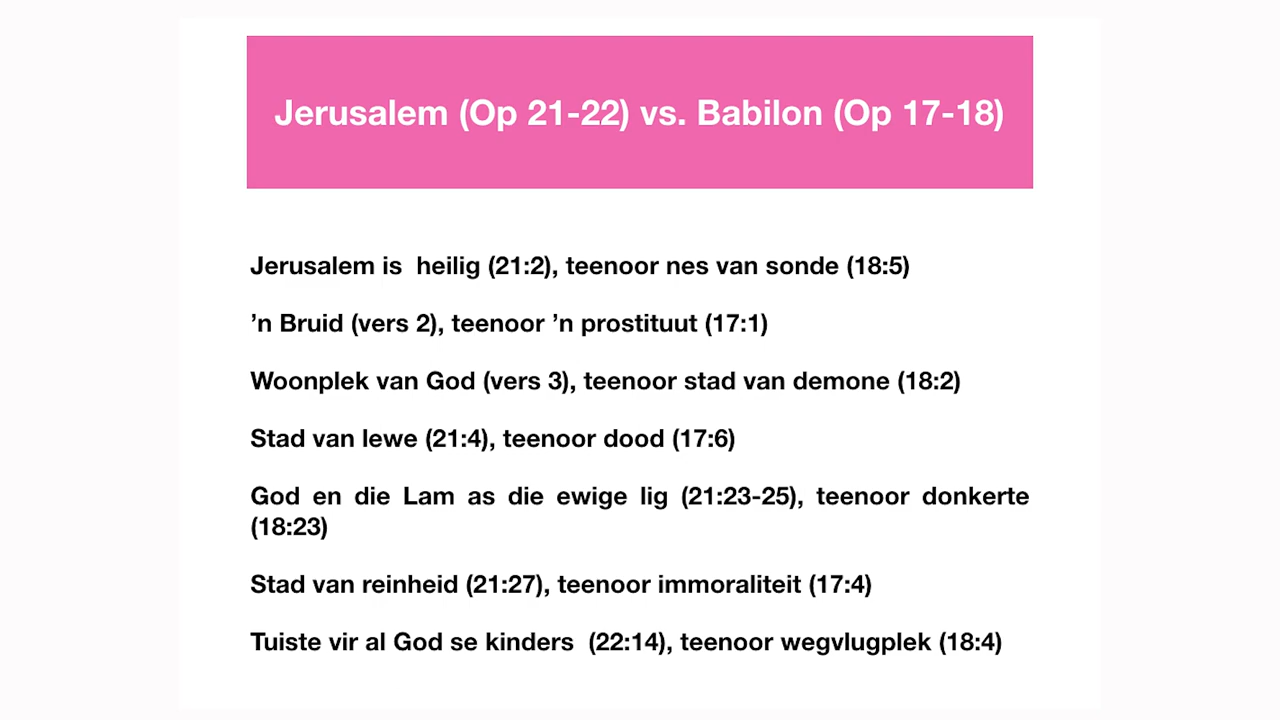 Jerusalem (Op 21-22) vs. Babilon (Op 17-18)
Jerusalem is  heilig (21:2), teenoor nes van sonde (18:5)
’n Bruid (vers 2), teenoor ’n prostituut (17:1)
Woonplek van God (vers 3), teenoor stad van demone (18:2)
Stad van lewe (21:4), teenoor dood (17:6)
God en die Lam as die ewige lig (21:23-25), teenoor donkerte
(18:23)
Stad van reinheid (21:27), teenoor immoraliteit (17:4)
Tuiste vir al God se kinders  (22:14), teenoor wegvlugplek (18:4)